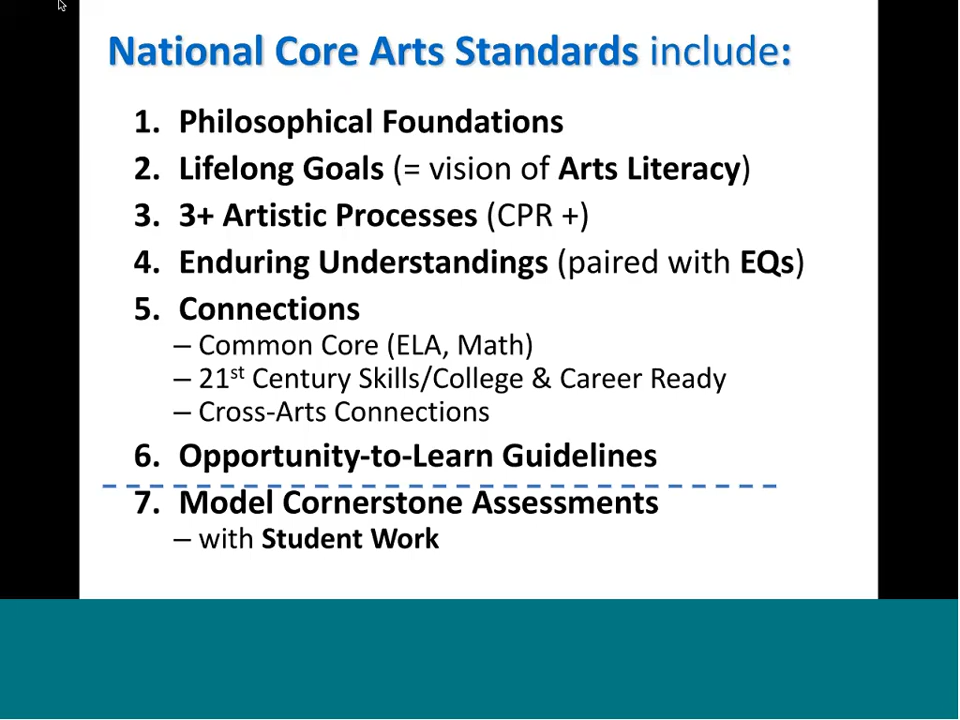 National Core Arts Standards include:
1. Philosophical Foundations
2. Lifelong Goals (= vision of Arts Literacy)
3. 3+ Artistic Processes (CPR +)
4. Enduring Understandings (paired with EQs)
5. Connections
– Common Core (ELA, Math)
– 21st Century Skills/College & Career Ready
– Cross-Arts Connections
6. Opportunity-to-Learn Guidelines
7. Model Cornerstone Assessments
– with Student Work